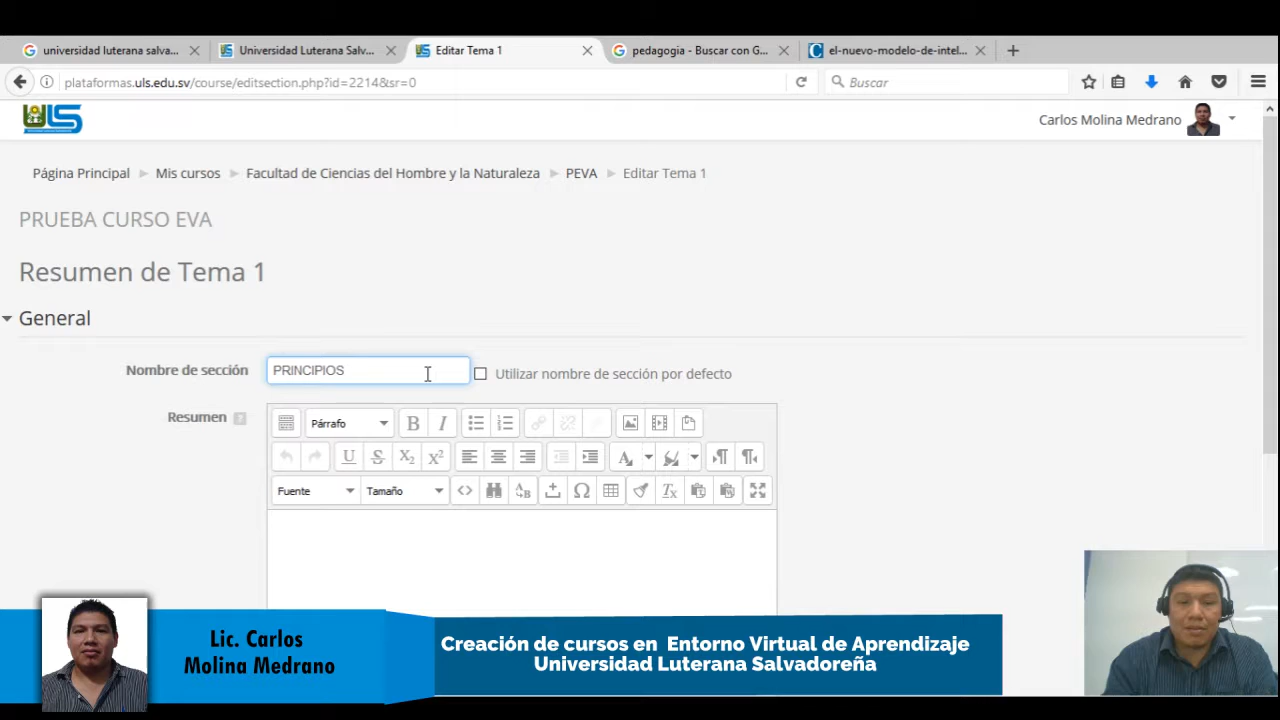 universidad luterana salva...
Universidad Luterana Salv...
Editar Tema 1
pedagogia - Buscar con G...
el-nuevo-modelo-de-intel...
plataformas.uls.edu.sv/course/editsection.php?id=2214&sr=0
Buscar
ULS
Carlos Molina Medrano
Página Principal
Mis cursos
Facultad de Ciencias del Hombre y la Naturaleza
PEVA
Editar Tema 1
PRUEBA CURSO EVA
Resumen de Tema 1
General
Nombre de sección
PRINCIPIOS
Utilizar nombre de sección por defecto
Resumen
Párrafo
Fuente
Tamaño
Lic. Carlos
Molina Medrano
Creación de cursos en Entorno Virtual de Aprendizaje
Universidad Luterana Salvadoreña